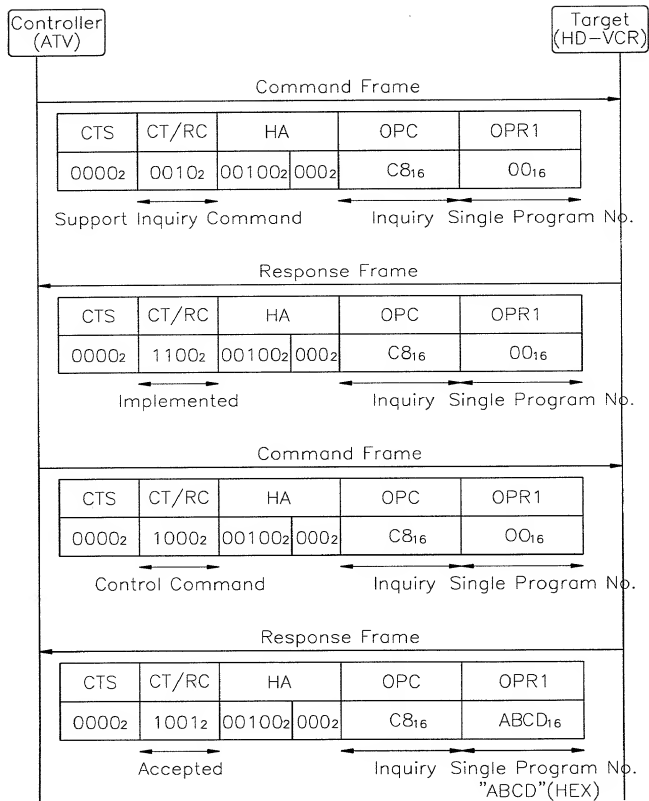 Controller
(ATV)
Target
(HD-VCR)
Command Frame
CTS CT/RC HA OPC OPR1
0000₂ 0010₂ 00100₂ 000₂ C8₁₆ 00₁₆
Support Inquiry Command Inquiry Single Program No.
Response Frame
CTS CT/RC HA OPC OPR1
0000₂ 1100₂ 00100₂ 000₂ C8₁₆ 00₁₆
Implemented Inquiry Single Program No.
Command Frame
CTS CT/RC HA OPC OPR1
0000₂ 1000₂ 00100₂ 000₂ C8₁₆ 00₁₆
Control Command Inquiry Single Program No.
Response Frame
CTS CT/RC HA OPC OPR1
0000₂ 1001₂ 00100₂ 000₂ C8₁₆ ABCD₁₆
Accepted Inquiry Single Program No.
"ABCD"(HEX)